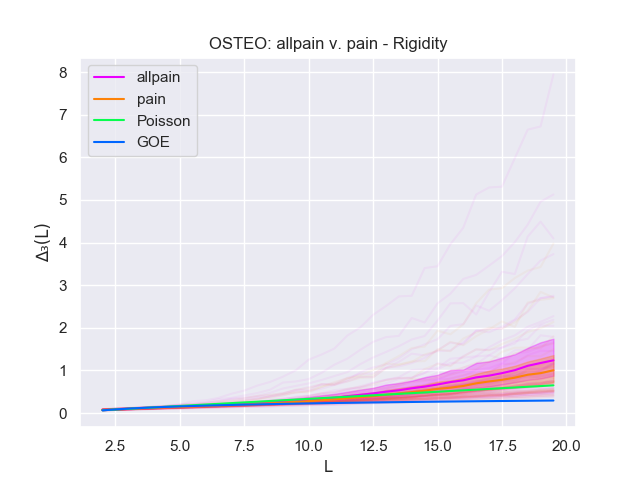 OSTEO: allpain v. pain - Rigidity
allpain
pain
Poisson
GOE
8
7
6
5
4
3
2
1
0
Δ₃(L)
2.5 5.0 7.5 10.0 12.5 15.0 17.5 20.0
L